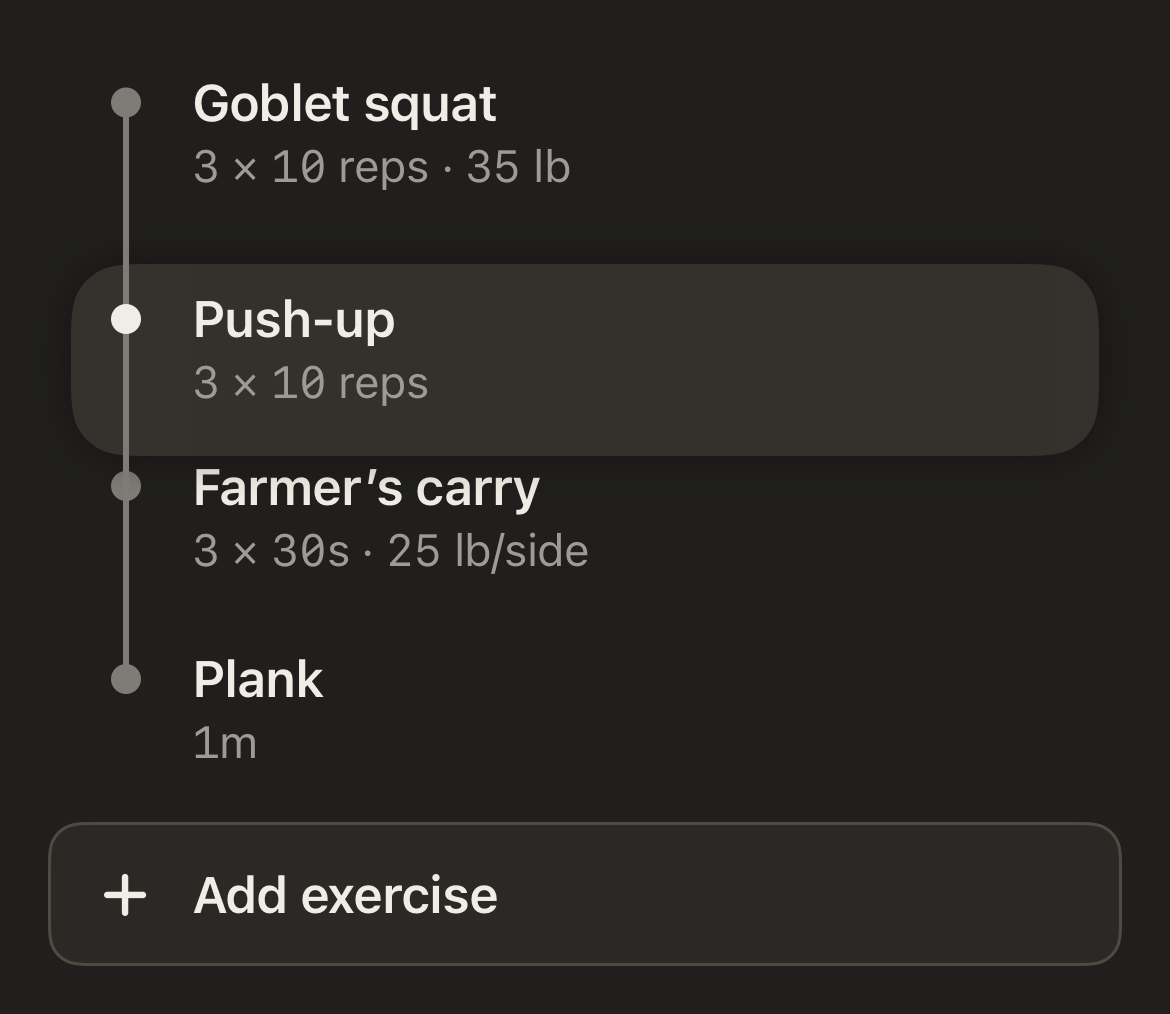 Goblet squat
3 × 10 reps · 35 lb
Push-up
3 × 10 reps
Farmer’s carry
3 × 30s · 25 lb/side
Plank
1m
Add exercise